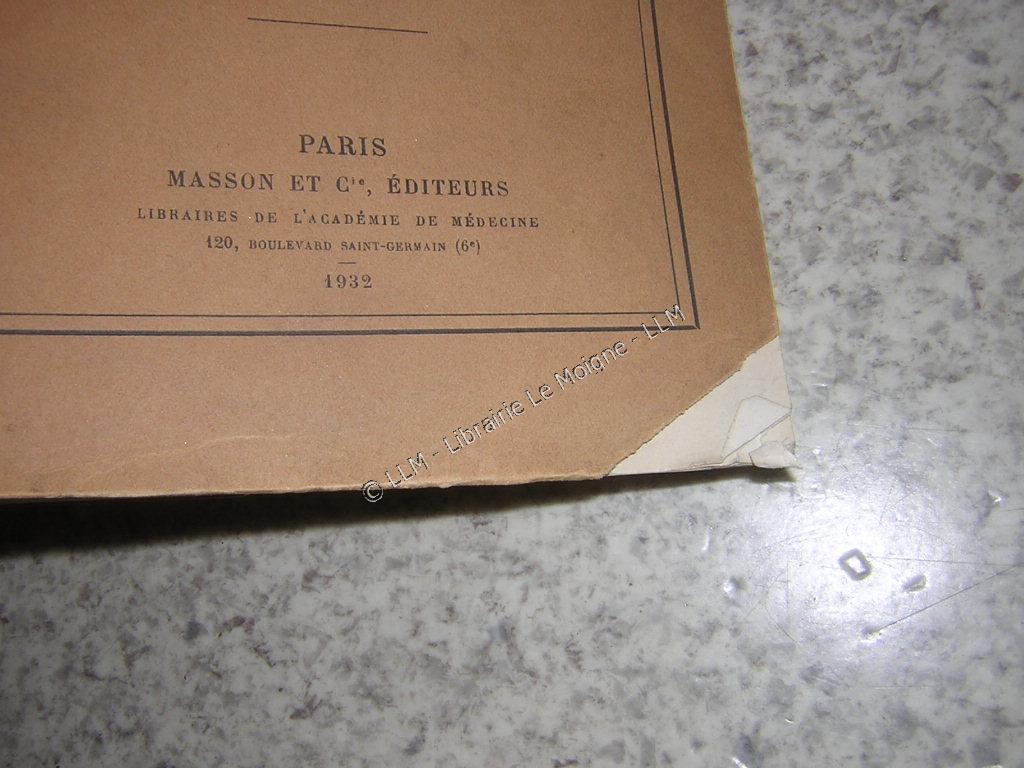 PARIS
MASSON ET Cie, ÉDITEURS
LIBRAIRES DE L'ACADÉMIE DE MÉDECINE
120, BOULEVARD SAINT-GERMAIN (6e)
1932
© LLM - Librairie Le Moigne - LLM